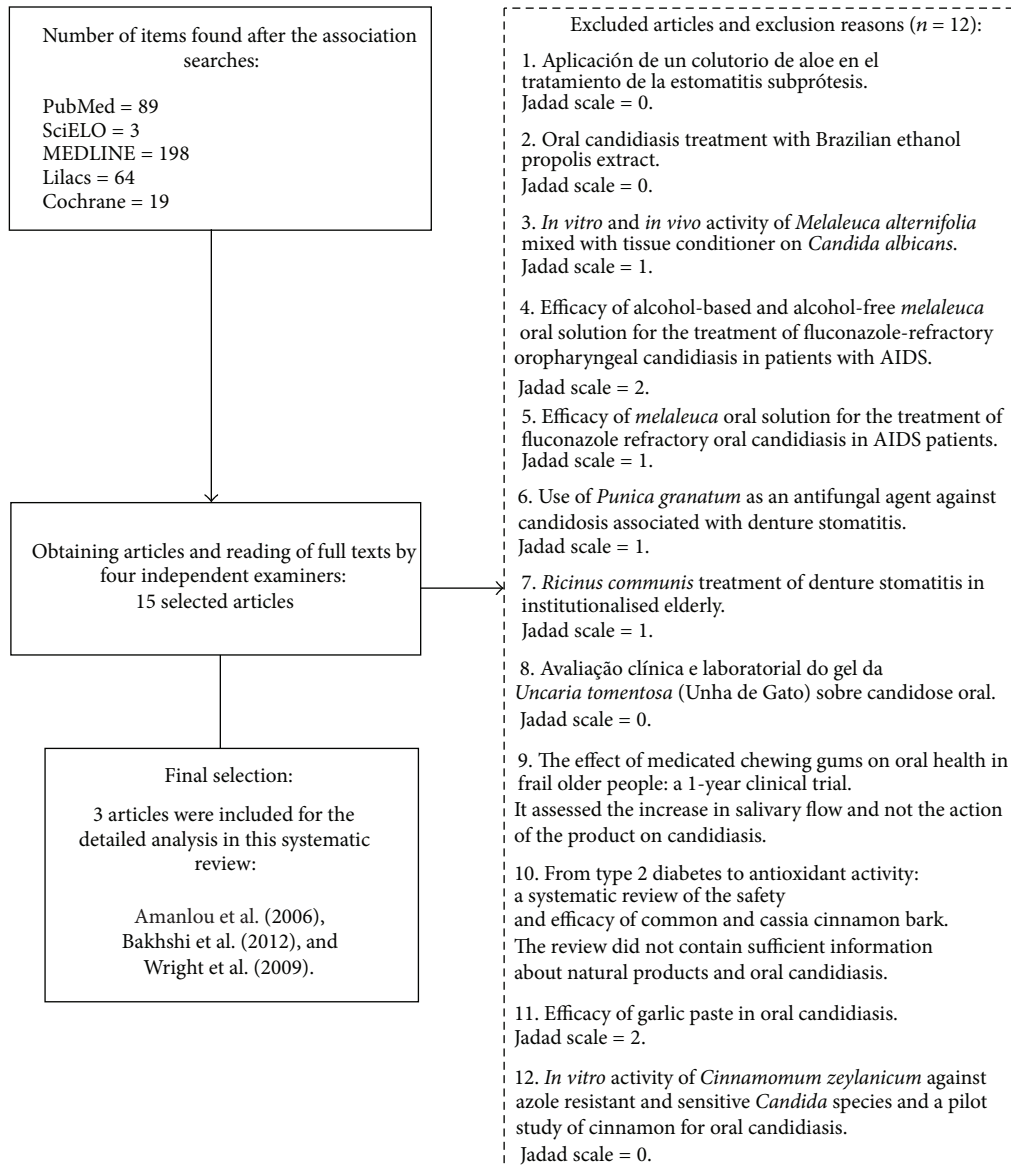 Number of items found after the association
searches:
PubMed = 89
SciELO = 3
MEDLINE = 198
Lilacs = 64
Cochrane = 19
Obtaining articles and reading of full texts by
four independent examiners:
15 selected articles
Final selection:
3 articles were included for the
detailed analysis in this systematic
review:
Amanlou et al. (2006),
Bakhshi et al. (2012), and
Wright et al. (2009).
Excluded articles and exclusion reasons (n = 12):
1. Aplicación de un colutorio de aloe en el
tratamiento de la estomatitis subprótesis.
Jadad scale = 0.
2. Oral candidiasis treatment with Brazilian ethanol
propolis extract.
Jadad scale = 0.
3. In vitro and in vivo activity of Melaleuca alternifolia
mixed with tissue conditioner on Candida albicans.
Jadad scale = 1.
4. Efficacy of alcohol-based and alcohol-free melaleuca
oral solution for the treatment of fluconazole-refractory
oropharyngeal candidiasis in patients with AIDS.
Jadad scale = 2.
5. Efficacy of melaleuca oral solution for the treatment of
fluconazole refractory oral candidiasis in AIDS patients.
Jadad scale = 1.
6. Use of Punica granatum as an antifungal agent against
candidosis associated with denture stomatitis.
Jadad scale = 1.
7. Ricinus communis treatment of denture stomatitis in
institutionalised elderly.
Jadad scale = 1.
8. Avaliação clínica e laboratorial do gel da
Uncaria tomentosa (Unha de Gato) sobre candidose oral.
Jadad scale = 0.
9. The effect of medicated chewing gums on oral health in
frail older people: a 1-year clinical trial.
It assessed the increase in salivary flow and not the action
of the product on candidiasis.
10. From type 2 diabetes to antioxidant activity:
a systematic review of the safety
and efficacy of common and cassia cinnamon bark.
The review did not contain sufficient information
about natural products and oral candidiasis.
11. Efficacy of garlic paste in oral candidiasis.
Jadad scale = 2.
12. In vitro activity of Cinnamomum zeylanicum against
azole resistant and sensitive Candida species and a pilot
study of cinnamon for oral candidiasis.
Jadad scale = 0.